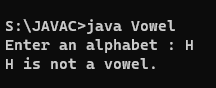 S:\JAVAC>java Vowel
Enter an alphabet : H
H is not a vowel.